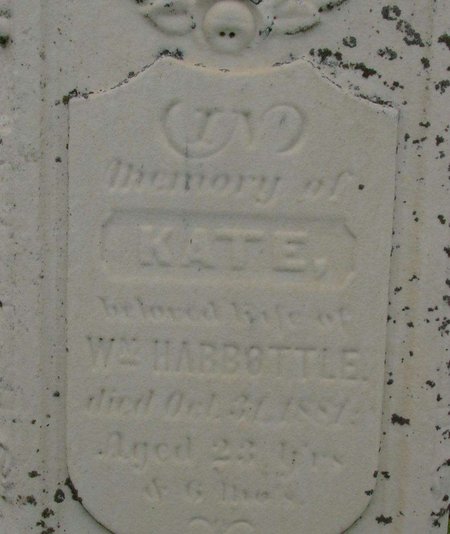 IN
Memory of
KATE,
beloved Wife of
WM HARBOTTLE.
died Oct. 31, 1881.
Aged 23 Yrs
& 6 Mo's